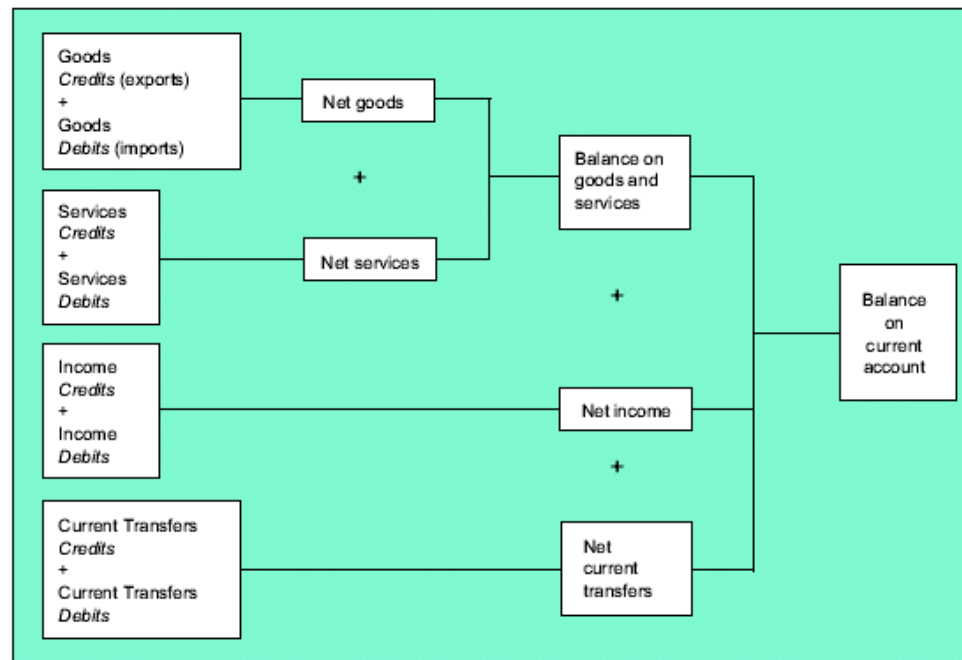 Goods
Credits (exports)
+
Goods
Debits (imports)
Net goods
+
Services
Credits
+
Services
Debits
Net services
Balance on
goods and
services
+
Income
Credits
+
Income
Debits
Net income
+
Current Transfers
Credits
+
Current Transfers
Debits
Net
current
transfers
Balance
on
current
account